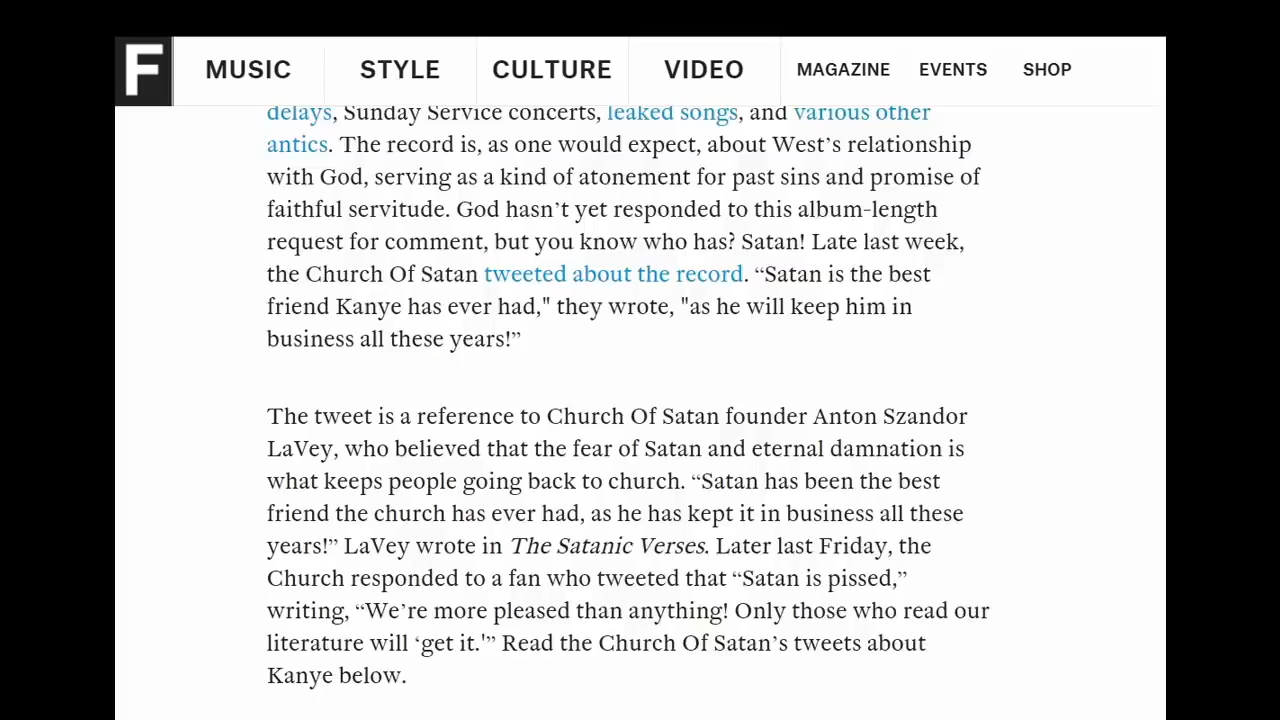 F MUSIC STYLE CULTURE VIDEO MAGAZINE EVENTS SHOP
delays, Sunday Service concerts, leaked songs, and various other
antics. The record is, as one would expect, about West’s relationship
with God, serving as a kind of atonement for past sins and promise of
faithful servitude. God hasn’t yet responded to this album-length
request for comment, but you know who has? Satan! Late last week,
the Church Of Satan tweeted about the record. “Satan is the best
friend Kanye has ever had," they wrote, "as he will keep him in
business all these years!”
The tweet is a reference to Church Of Satan founder Anton Szandor
LaVey, who believed that the fear of Satan and eternal damnation is
what keeps people going back to church. “Satan has been the best
friend the church has ever had, as he has kept it in business all these
years!” LaVey wrote in The Satanic Verses. Later last Friday, the
Church responded to a fan who tweeted that “Satan is pissed,”
writing, “We’re more pleased than anything! Only those who read our
literature will ‘get it.'” Read the Church Of Satan’s tweets about
Kanye below.